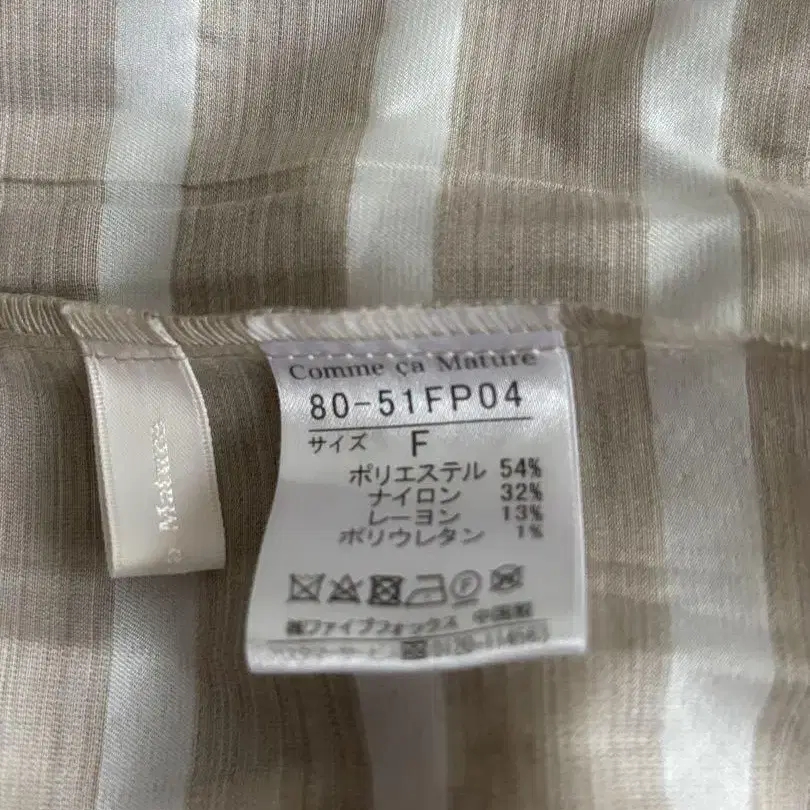 Mature
Comme ça Mature
80-51FP04
サイズ F
ポリエステル 54%
ナイロン 32%
レーヨン 13%
ポリウレタン 1%
㈱ファイブフォックス 中国製
0120-114563